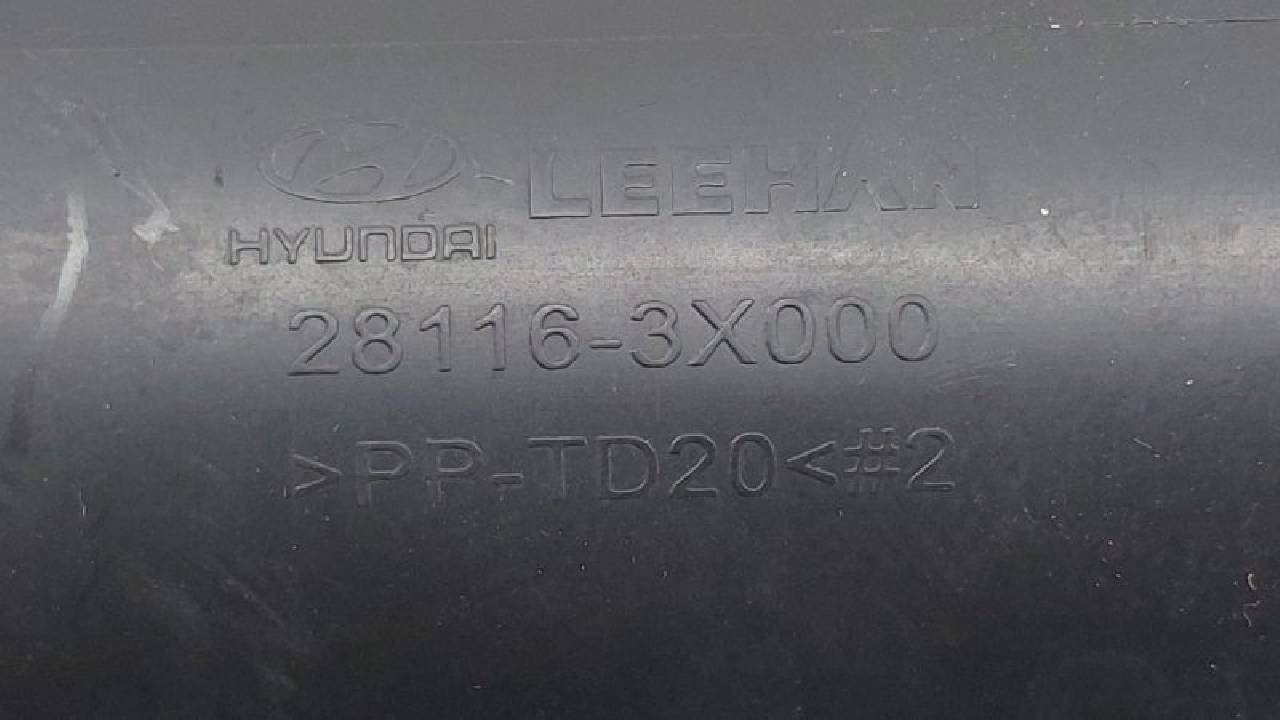 LEEHAN
HYUNDAI
28116-3X000
>PP-TD20<#2